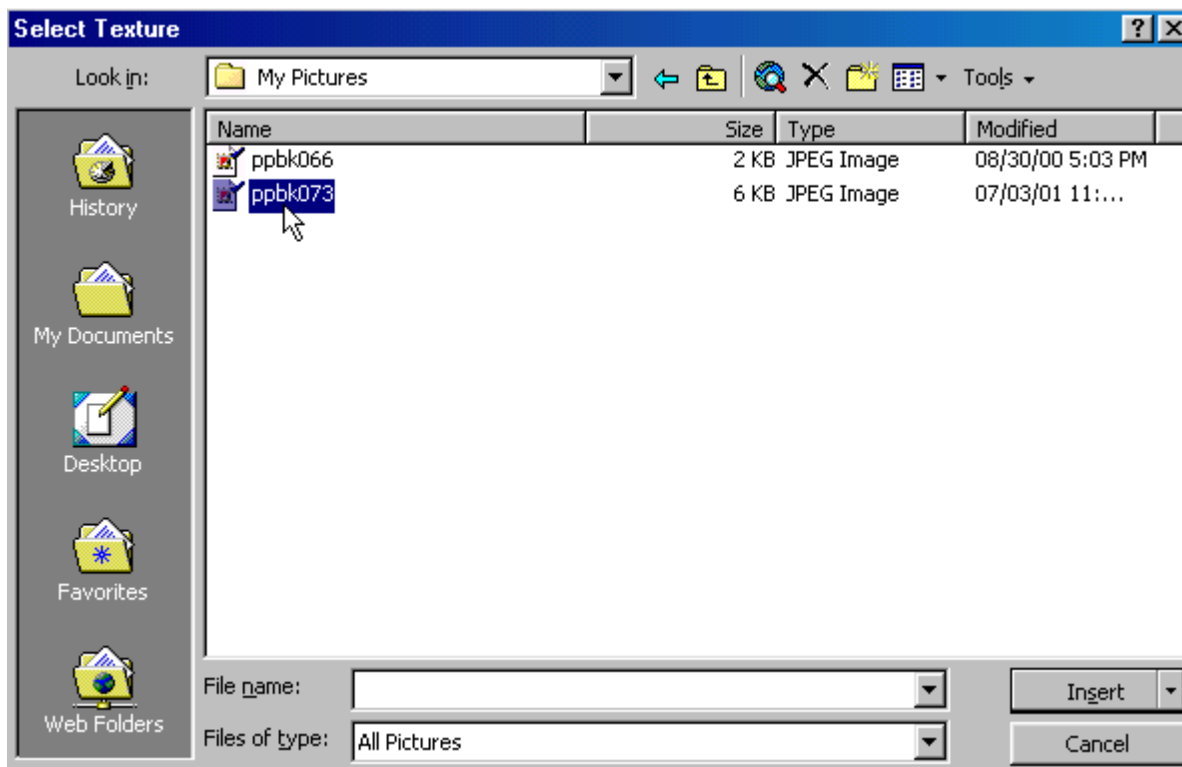 Select Texture
Look in: My Pictures Tools
Name Size Type Modified
ppbk066 2 KB JPEG Image 08/30/00 5:03 PM
ppbk073 6 KB JPEG Image 07/03/01 11:...
History
My Documents
Desktop
Favorites
Web Folders
File name: Insert
Files of type: All Pictures Cancel